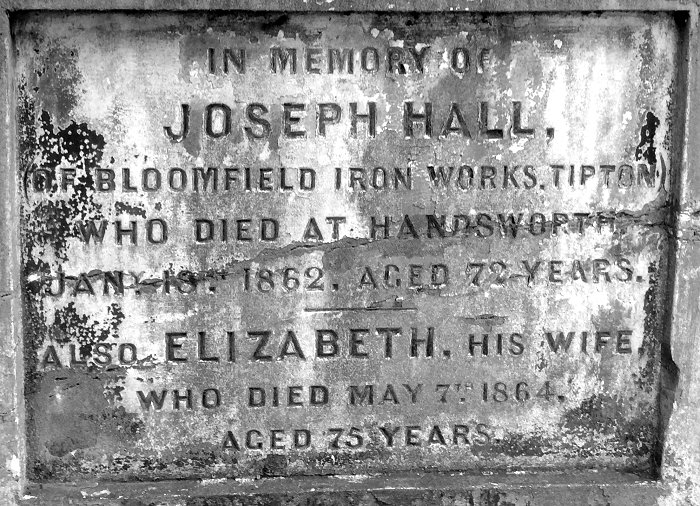 IN MEMORY OF
JOSEPH HALL,
(OF BLOOMFIELD IRON WORKS, TIPTON)
WHO DIED AT HANDSWORTH
JANY. 18TH 1862. AGED 72 YEARS.
ALSO ELIZABETH, HIS WIFE,
WHO DIED MAY 7TH 1864.
AGED 75 YEARS.